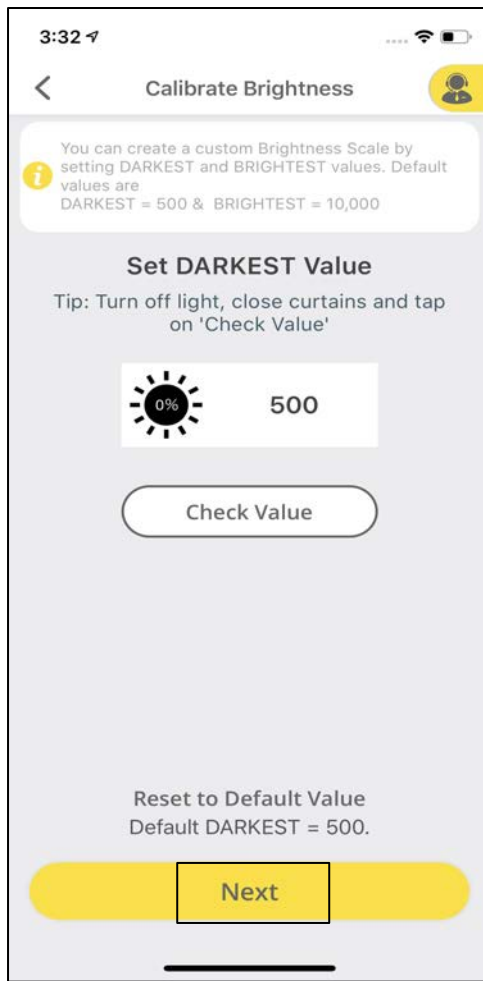 3:32
Calibrate Brightness
You can create a custom Brightness Scale by
setting DARKEST and BRIGHTEST values. Default
values are
DARKEST = 500 & BRIGHTEST = 10,000
Set DARKEST Value
Tip: Turn off light, close curtains and tap
on 'Check Value'
0%
500
Check Value
Reset to Default Value
Default DARKEST = 500.
Next